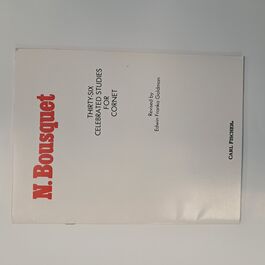 N. Bousquet
THIRTY-SIX
CELEBRATED STUDIES
FOR
CORNET
Revised by
Edwin Franko Goldman
CARL FISCHER®